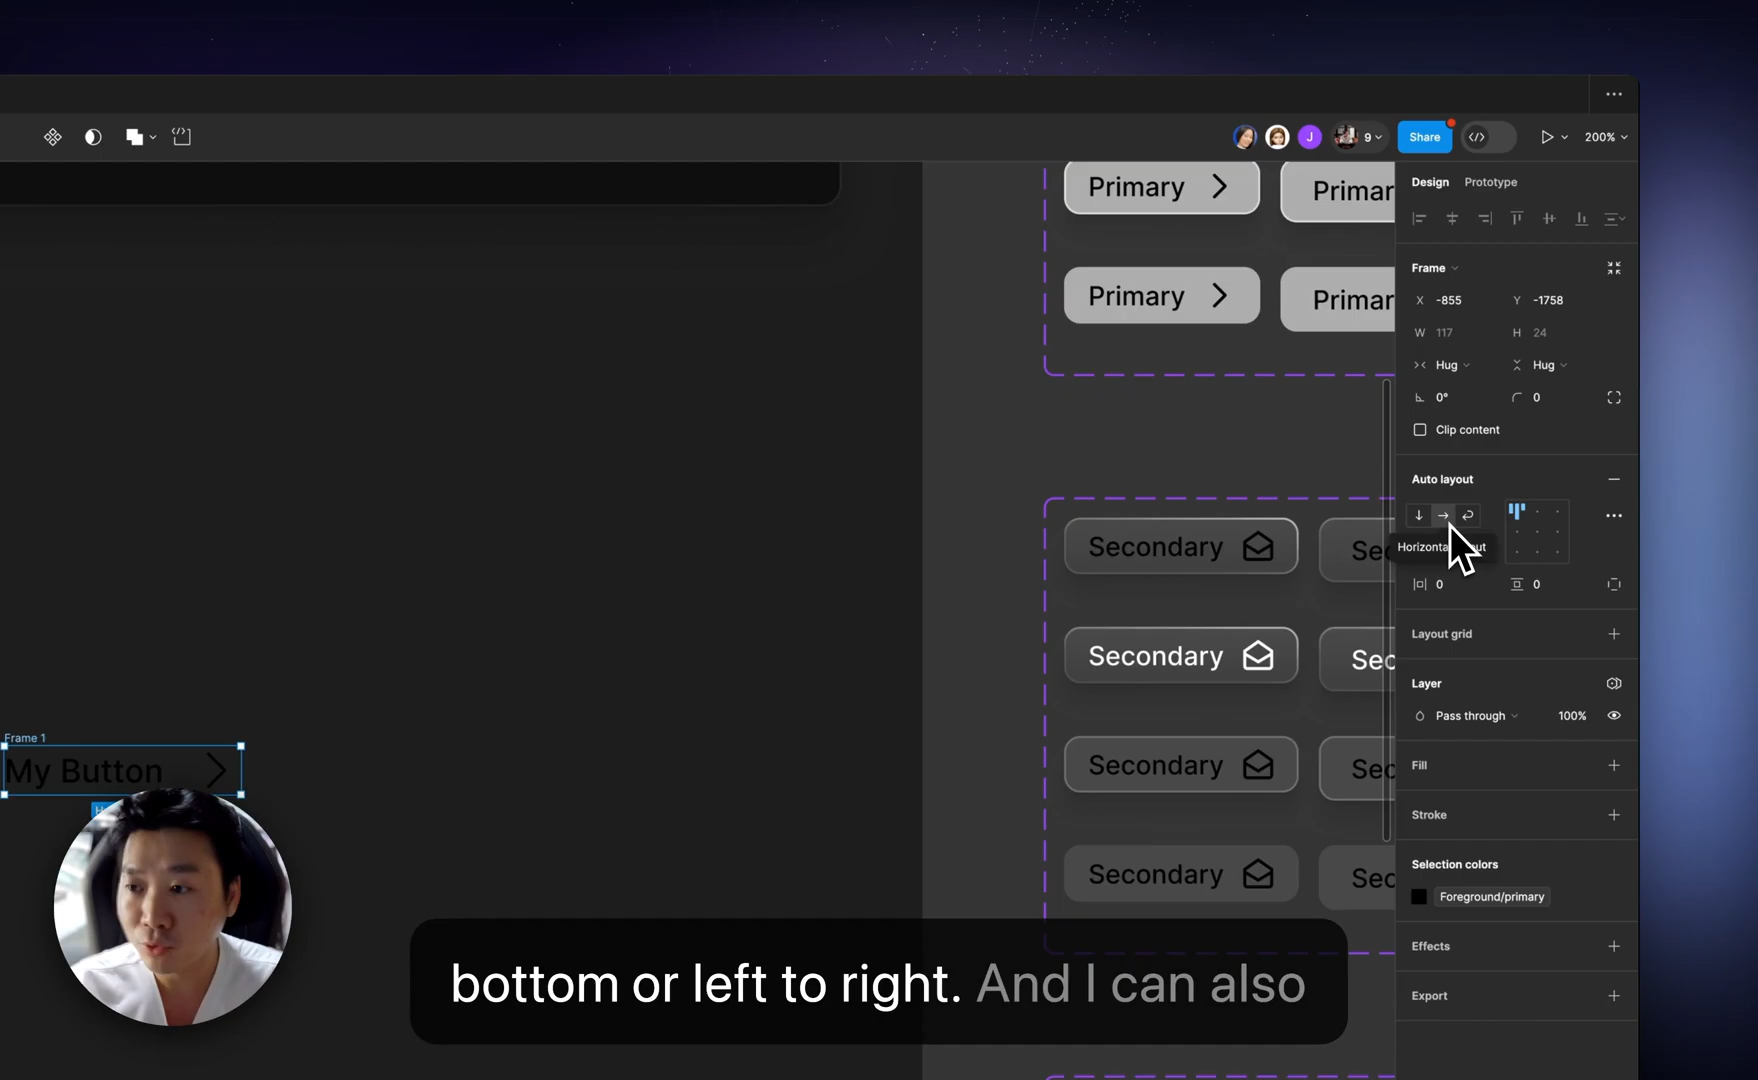 J
9
Share
200%
Design
Prototype
Primary
Primar
Frame
X -855
Y -1758
Primary
Primar
W 117
H 24
Hug
Hug
0°
0
Clip content
Auto layout
Secondary
Sec
Horizonta
ut
0
0
Layout grid
Secondary
Sec
Layer
Pass through
100%
Frame 1
My Button
Secondary
Sec
Fill
Stroke
Selection colors
Secondary
Sec
Foreground/primary
Effects
bottom or left to right. And I can also
Export